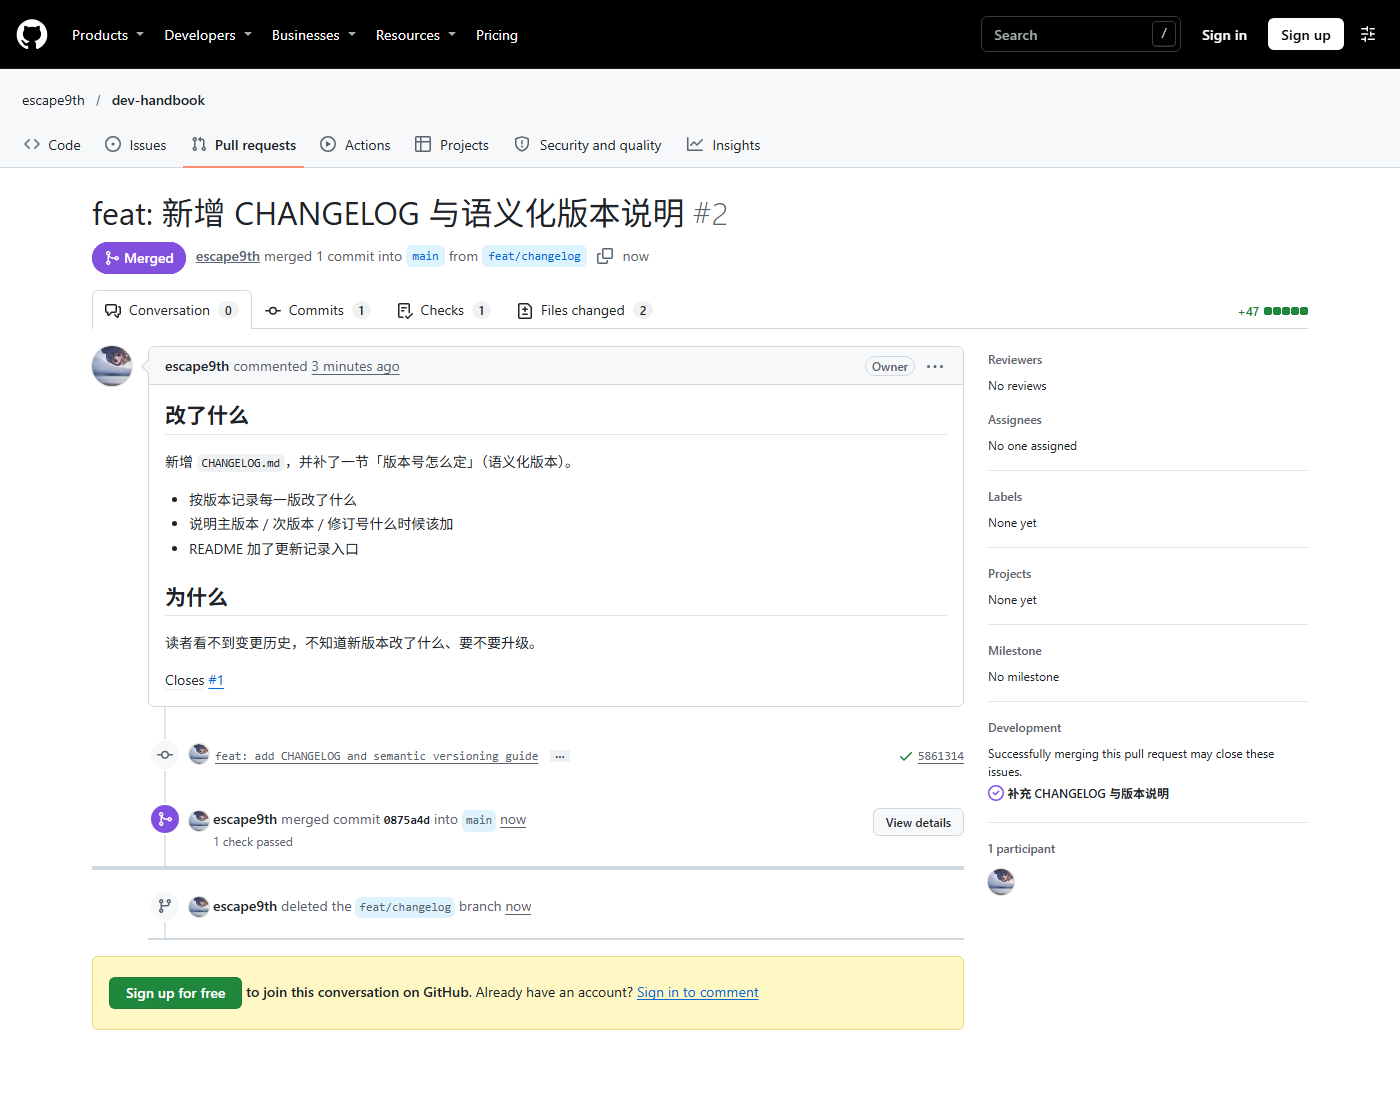 Products Developers Businesses Resources Pricing Search / Sign in Sign up
escape9th / dev-handbook
Code Issues Pull requests Actions Projects Security and quality Insights
feat: 新增 CHANGELOG 与语义化版本说明 #2
Merged escape9th merged 1 commit into main from feat/changelog now
Conversation 0 Commits 1 Checks 1 Files changed 2 +47
escape9th commented 3 minutes ago Owner
改了什么
新增 CHANGELOG.md，并补了一节「版本号怎么定」（语义化版本）。
按版本记录每一版改了什么
说明主版本 / 次版本 / 修订号什么时候该加
README 加了更新记录入口
为什么
读者看不到变更历史，不知道新版本改了什么、要不要升级。
Closes #1
feat: add CHANGELOG and semantic versioning guide … 5861314
escape9th merged commit 0875a4d into main now View details
1 check passed
escape9th deleted the feat/changelog branch now
Sign up for free to join this conversation on GitHub. Already have an account? Sign in to comment
Reviewers
No reviews
Assignees
No one assigned
Labels
None yet
Projects
None yet
Milestone
No milestone
Development
Successfully merging this pull request may close these
issues.
补充 CHANGELOG 与版本说明
1 participant